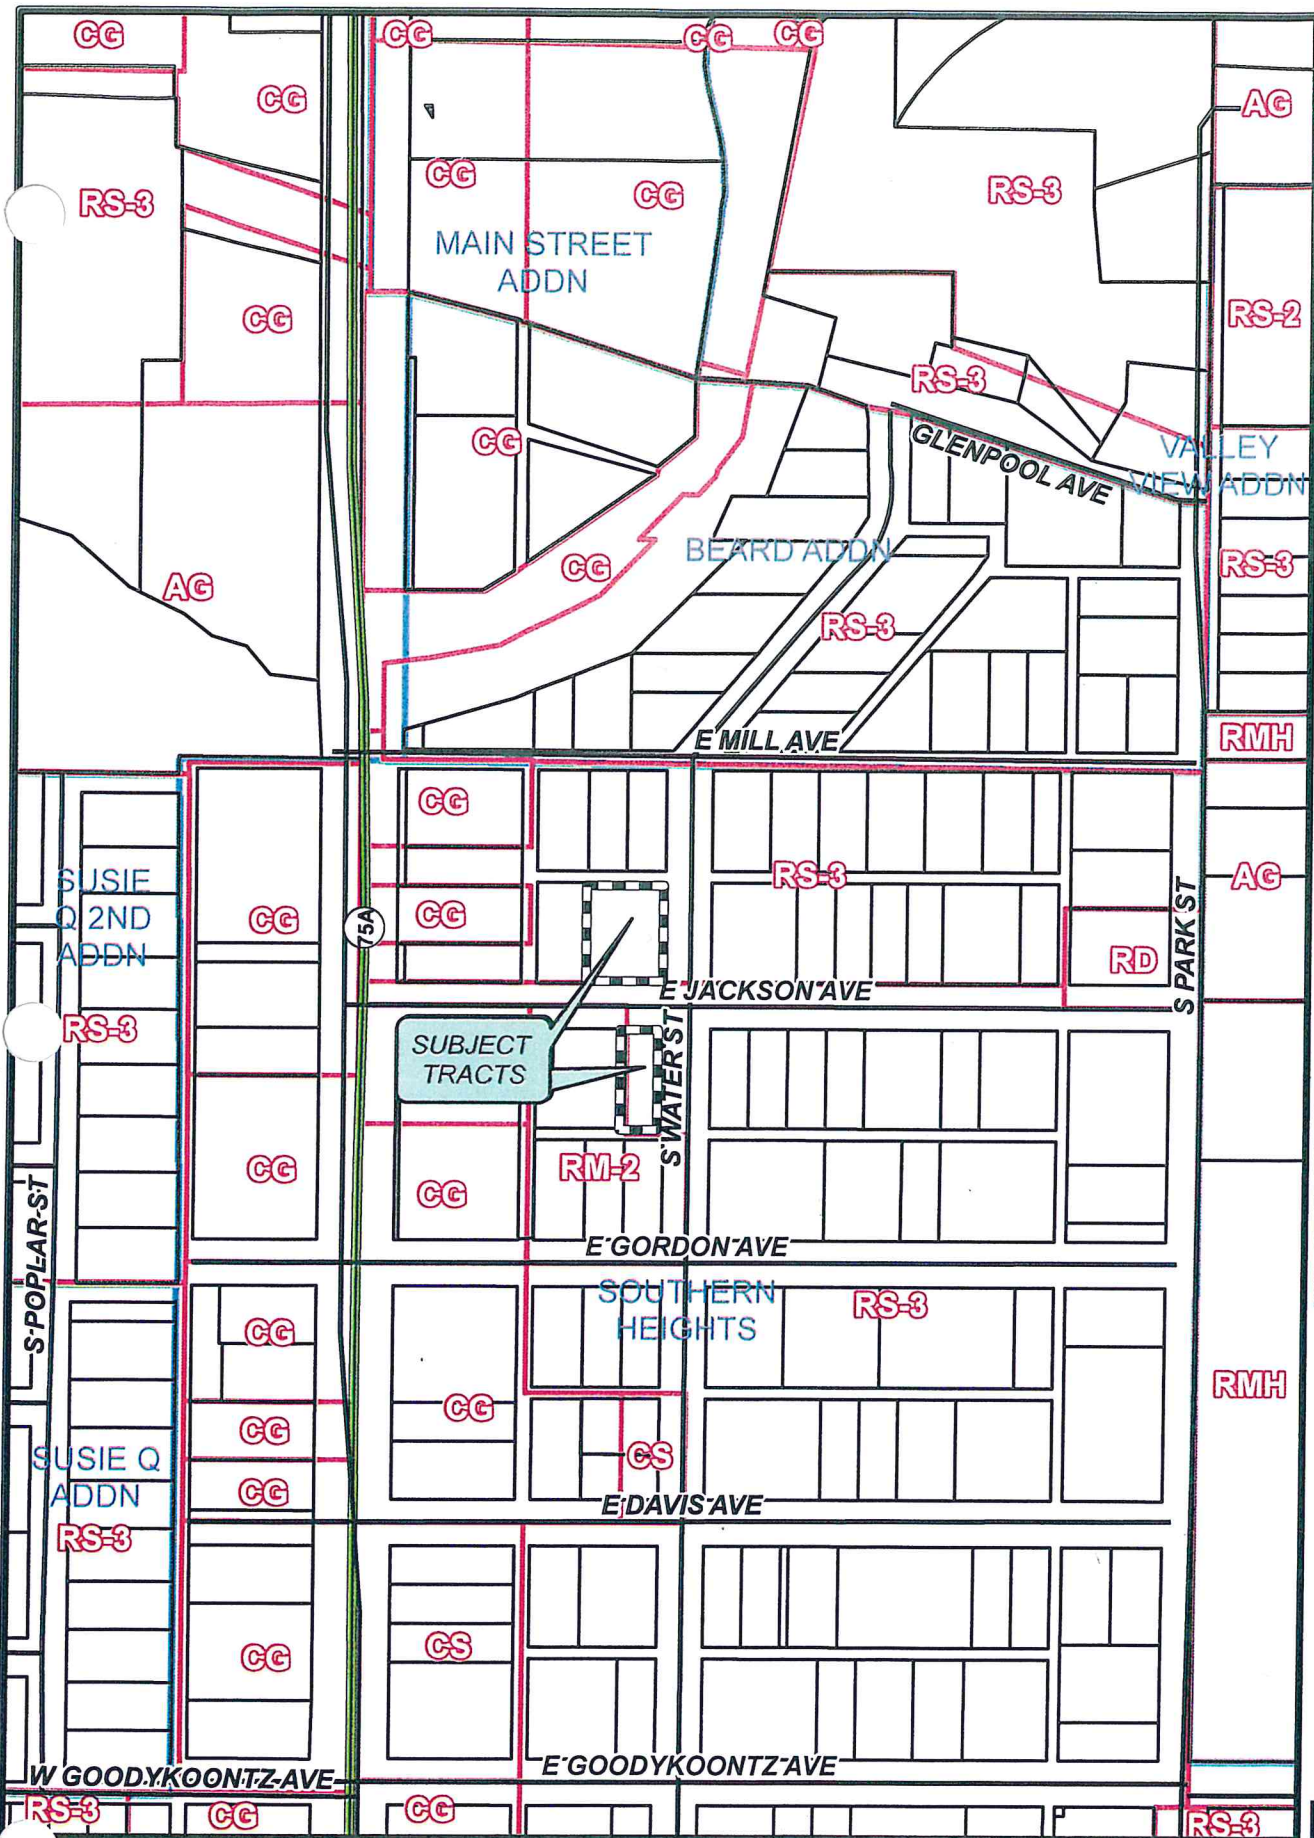 CG
CG
CG
CG
CG
AG
RS-3
CG
CG
RS-3
MAIN STREET
ADDN
CG
RS-2
RS-3
CG
GLENPOOL AVE
VALLEY
VIEW ADDN
BEARD ADDN
CG
RS-3
AG
RS-3
E MILL AVE
RMH
CG
SUSIE
Q 2ND
ADDN
RS-3
AG
CG
CG
75A
S PARK ST
RD
E JACKSON AVE
RS-3
SUBJECT
TRACTS
S WATER ST
CG
CG
RM-2
S POPLAR ST
E GORDON AVE
SOUTHERN
HEIGHTS
RS-3
CG
RMH
CG
CG
SUSIE Q
ADDN
CS
CG
E DAVIS AVE
RS-3
CG
CS
W GOODYKOONTZ AVE
E GOODYKOONTZ AVE
RS-3
CG
CG
RS-3